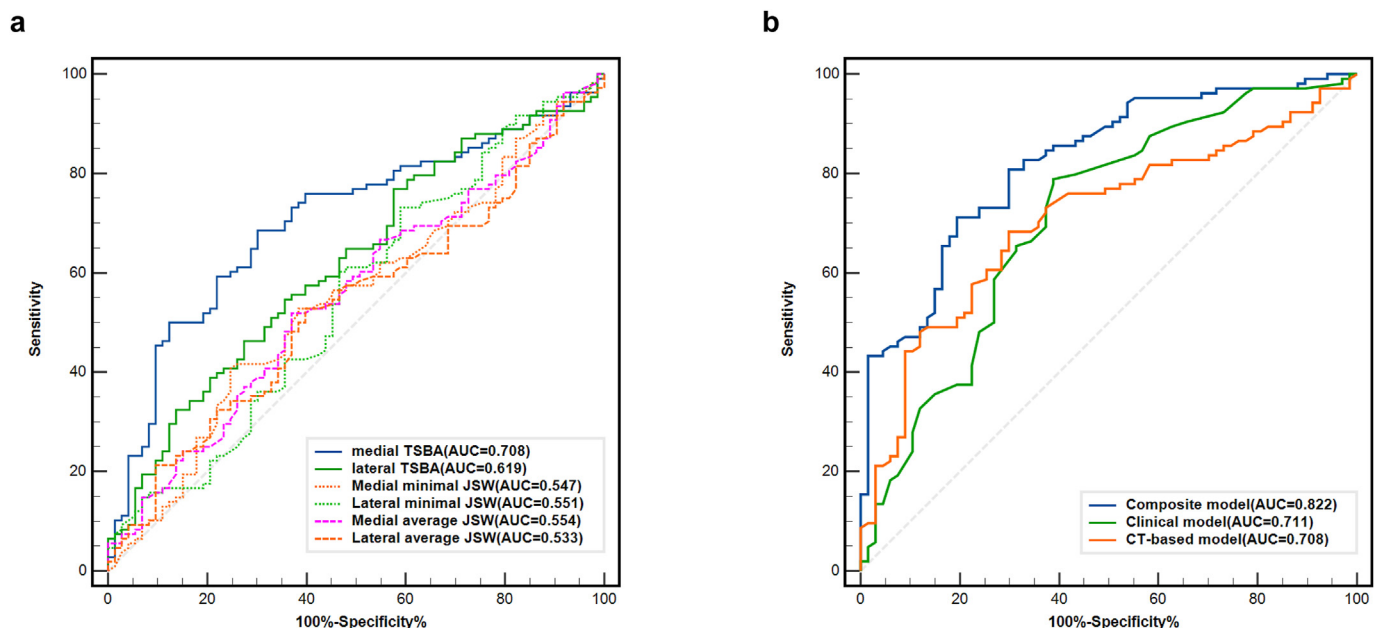 a
100
80
60
40
20
0
Sensitivity
medial TSBA(AUC=0.708)
lateral TSBA(AUC=0.619)
Medial minimal JSW(AUC=0.547)
Lateral minimal JSW(AUC=0.551)
Medial average JSW(AUC=0.554)
Lateral average JSW(AUC=0.533)
0 20 40 60 80 100
100%-Specificity%
b
100
80
60
40
20
0
Sensitivity
Composite model(AUC=0.822)
Clinical model(AUC=0.711)
CT-based model(AUC=0.708)
0 20 40 60 80 100
100%-Specificity%